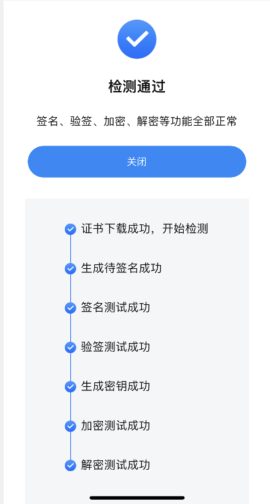 检测通过
签名、验签、加密、解密等功能全部正常
关闭
证书下载成功，开始检测
生成待签名成功
签名测试成功
验签测试成功
生成密钥成功
加密测试成功
解密测试成功